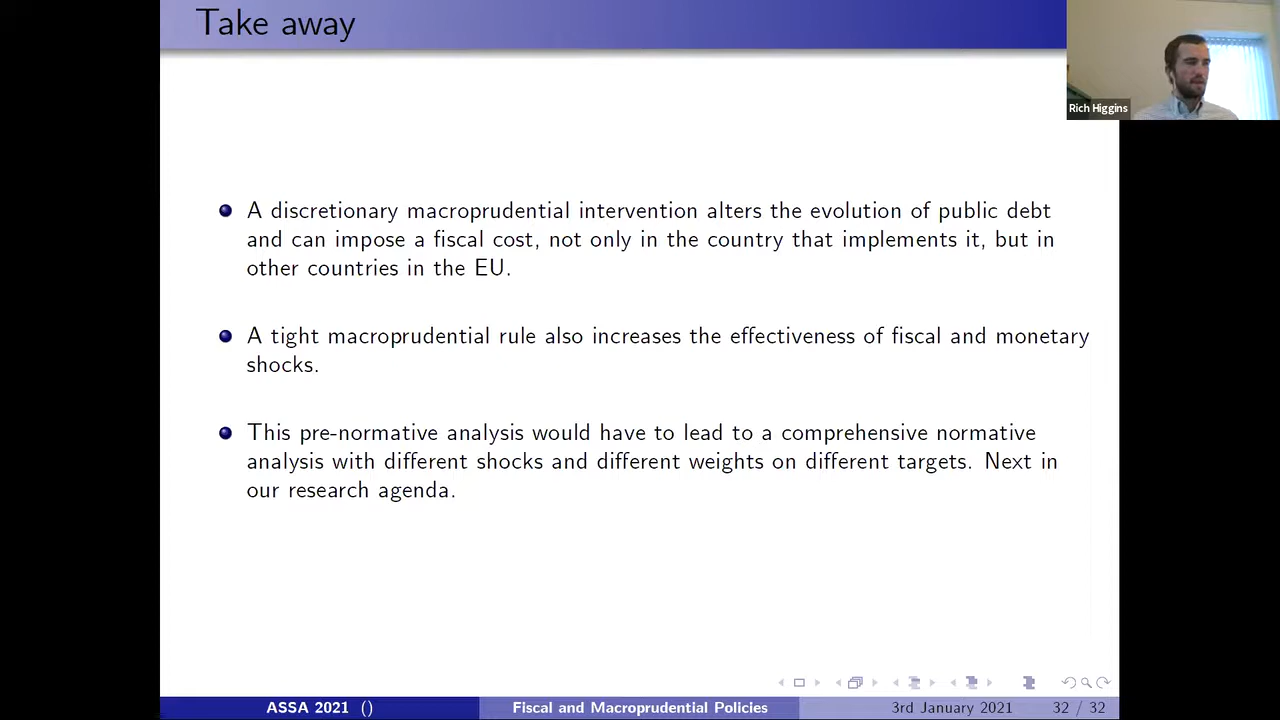 Take away
Rich Higgins
A discretionary macroprudential intervention alters the evolution of public debt
and can impose a fiscal cost, not only in the country that implements it, but in
other countries in the EU.
A tight macroprudential rule also increases the effectiveness of fiscal and monetary
shocks.
This pre-normative analysis would have to lead to a comprehensive normative
analysis with different shocks and different weights on different targets. Next in
our research agenda.
ASSA 2021 ()
Fiscal and Macroprudential Policies
3rd January 2021
32 / 32